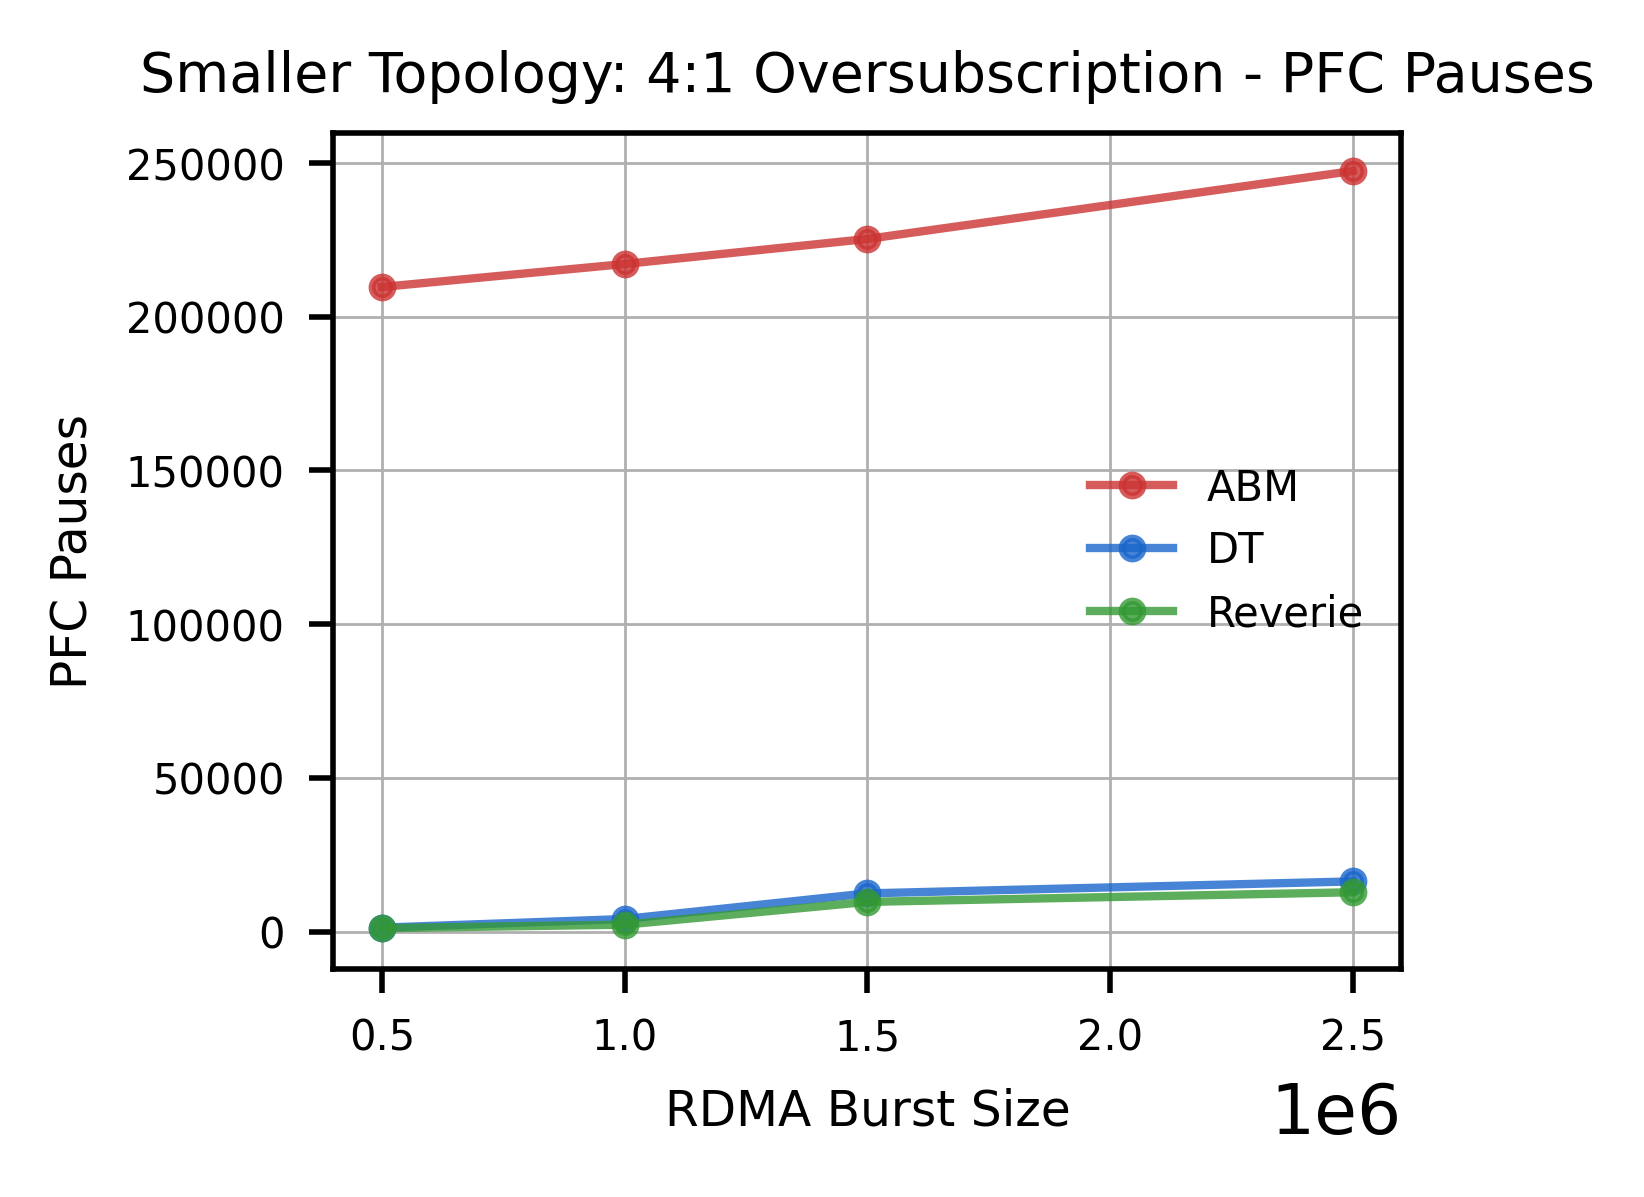 Smaller Topology: 4:1 Oversubscription - PFC Pauses
250000
200000
150000
100000
50000
0
PFC Pauses
ABM
DT
Reverie
0.5 1.0 1.5 2.0 2.5
RDMA Burst Size
1e6